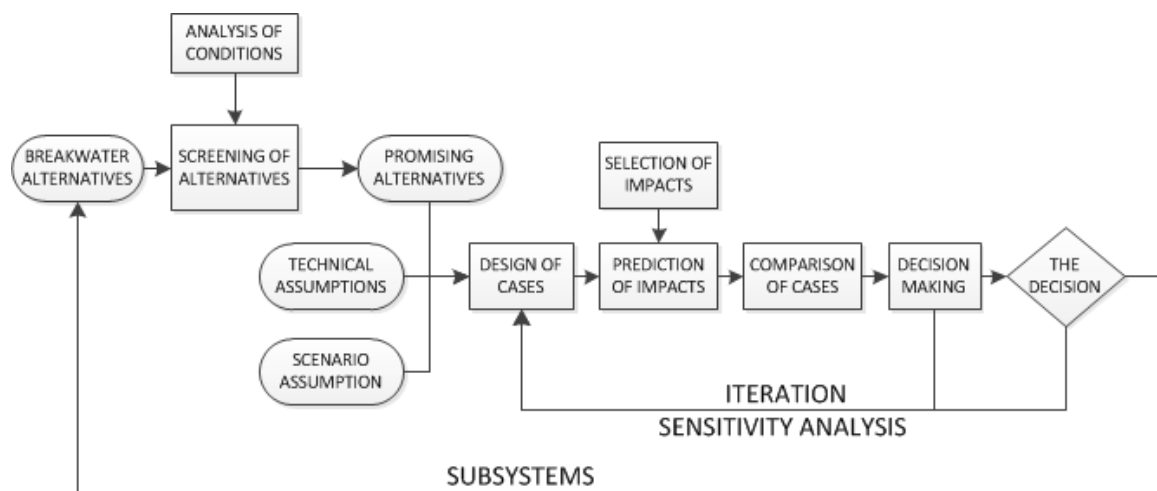 ANALYSIS OF
CONDITIONS
BREAKWATER
ALTERNATIVES
SCREENING OF
ALTERNATIVES
PROMISING
ALTERNATIVES
SELECTION OF
IMPACTS
TECHNICAL
ASSUMPTIONS
DESIGN OF
CASES
PREDICTION
OF IMPACTS
COMPARISON
OF CASES
DECISION
MAKING
THE
DECISION
SCENARIO
ASSUMPTION
ITERATION
SENSITIVITY ANALYSIS
SUBSYSTEMS